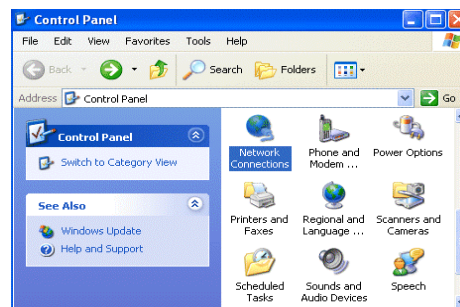 Control Panel
File Edit View Favorites Tools Help
Back Search Folders
Address Control Panel Go
Control Panel
Switch to Category View
See Also
Windows Update
Help and Support
Network Connections
Phone and Modem ...
Power Options
Printers and Faxes
Regional and Language ...
Scanners and Cameras
Scheduled Tasks
Sounds and Audio Devices
Speech